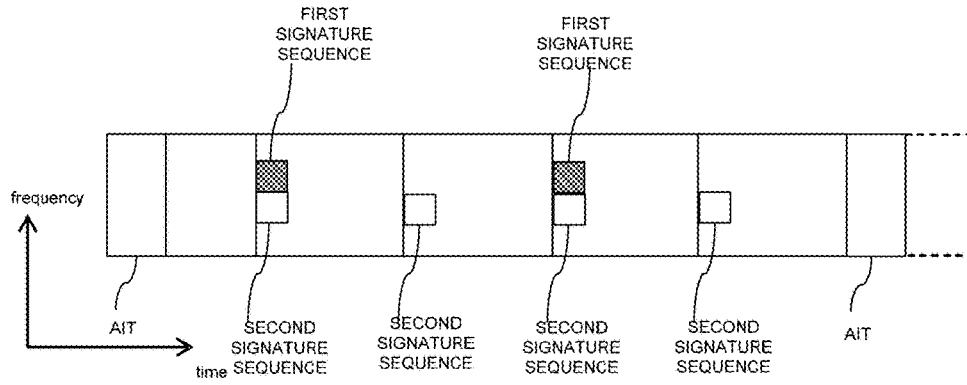 FIRST
SIGNATURE
SEQUENCE
FIRST
SIGNATURE
SEQUENCE
frequency
time
AIT
SECOND
SIGNATURE
SEQUENCE
SECOND
SIGNATURE
SEQUENCE
SECOND
SIGNATURE
SEQUENCE
SECOND
SIGNATURE
SEQUENCE
AIT